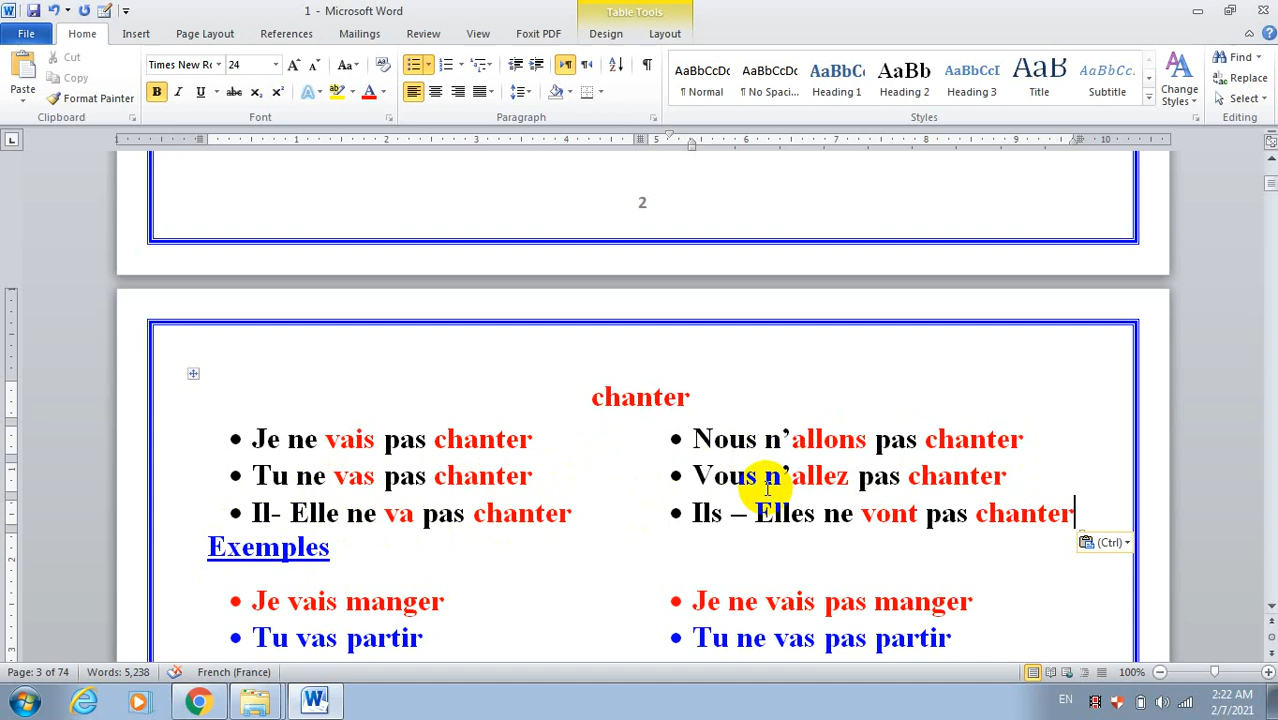 1 - Microsoft Word
Table Tools
File Home Insert Page Layout References Mailings Review View Foxit PDF Design Layout
Paste
Cut
Copy
Format Painter
Clipboard
Times New Ro 24
B I U abc
Font
Paragraph
AaBbCcDc AaBbCcDc AaBbC AaBb AaBbCcI AaB AaBbCc.
¶ Normal ¶ No Spaci... Heading 1 Heading 2 Heading 3 Title Subtitle
Change Styles
Styles
Find
Replace
Select
Editing
2
chanter
• Je ne vais pas chanter
• Tu ne vas pas chanter
• Il- Elle ne va pas chanter
• Nous n’allons pas chanter
• Vous n’allez pas chanter
• Ils – Elles ne vont pas chanter
(Ctrl)
Exemples
• Je vais manger
• Tu vas partir
• Je ne vais pas manger
• Tu ne vas pas partir
Page: 3 of 74 Words: 5,238 French (France) 100%
EN 2:22 AM
2/7/2021